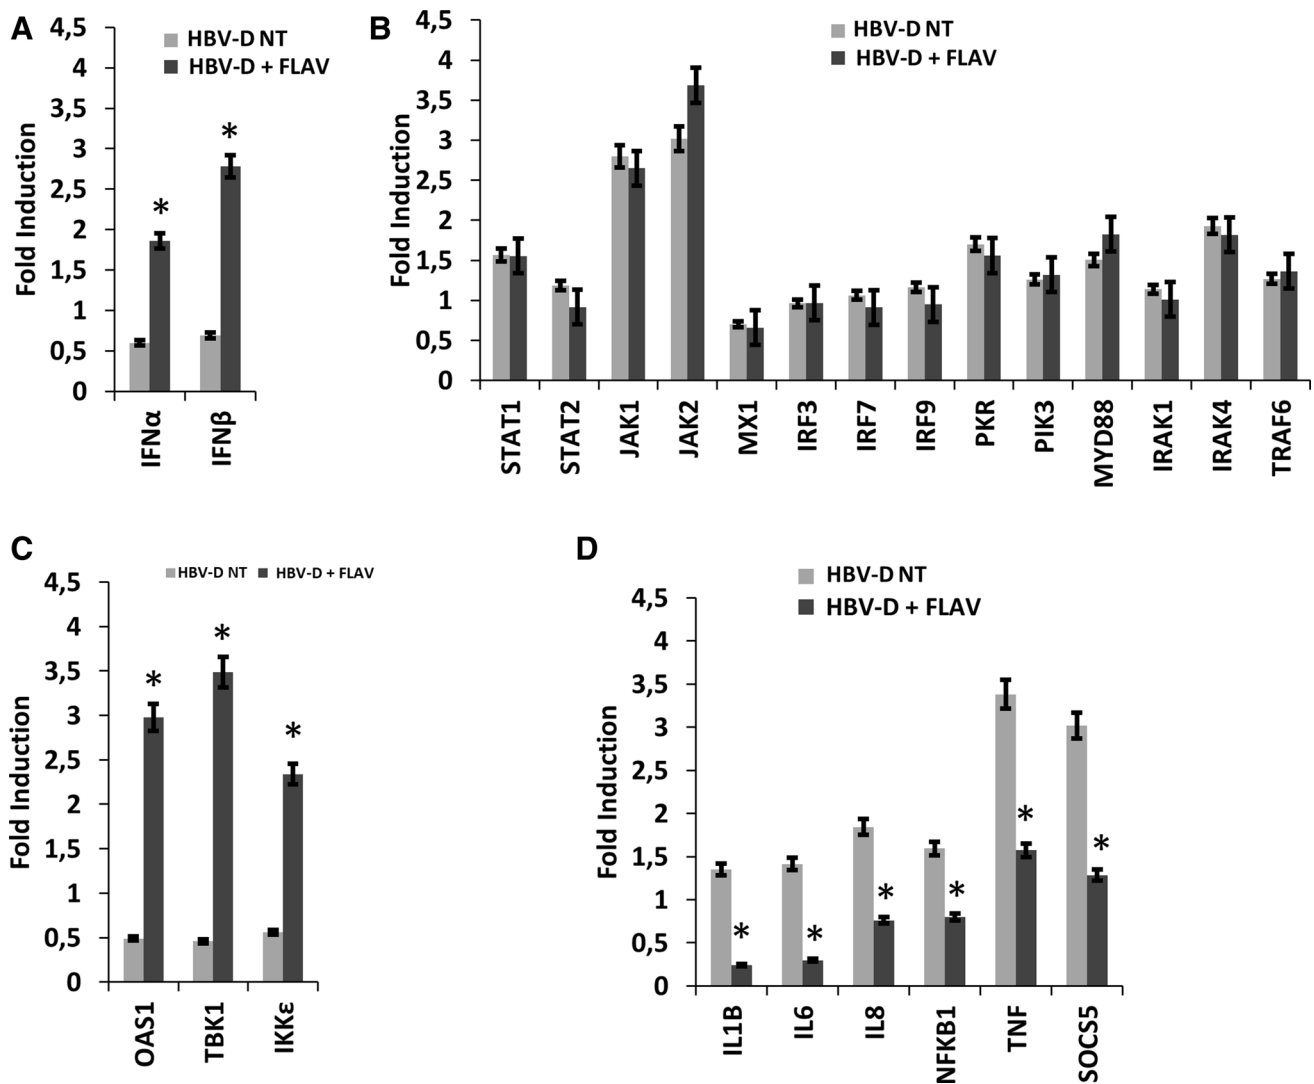 A
HBV-D NT
HBV-D + FLAV
Fold Induction
4,5
4
3,5
3
2,5
2
1,5
1
0,5
0
*
*
IFNα
IFNβ
B
HBV-D NT
HBV-D + FLAV
Fold Induction
4,5
4
3,5
3
2,5
2
1,5
1
0,5
0
STAT1
STAT2
JAK1
JAK2
MX1
IRF3
IRF7
IRF9
PKR
PIK3
MYD88
IRAK1
IRAK4
TRAF6
C
HBV-D NT
HBV-D + FLAV
Fold Induction
4,5
4
3,5
3
2,5
2
1,5
1
0,5
0
*
*
*
OAS1
TBK1
IKKε
D
HBV-D NT
HBV-D + FLAV
Fold Induction
4,5
4
3,5
3
2,5
2
1,5
1
0,5
0
*
*
*
*
*
*
IL1B
IL6
IL8
NFKB1
TNF
SOCS5